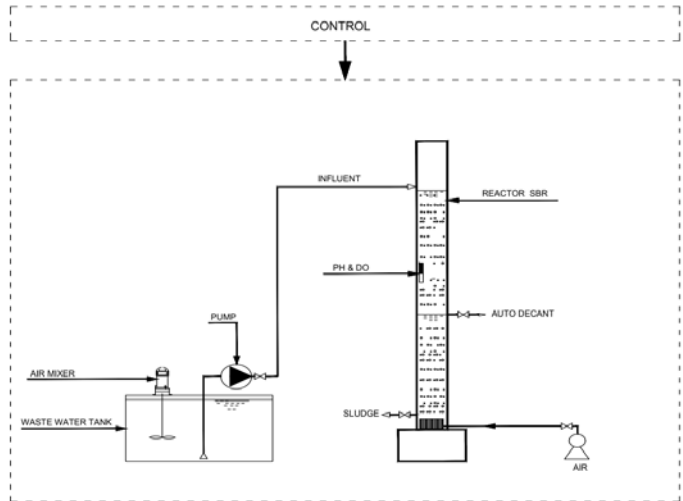 CONTROL
INFLUENT
REACTOR SBR
PH & DO
PUMP
AUTO DECANT
AIR MIXER
SLUDGE
WASTE WATER TANK
AIR